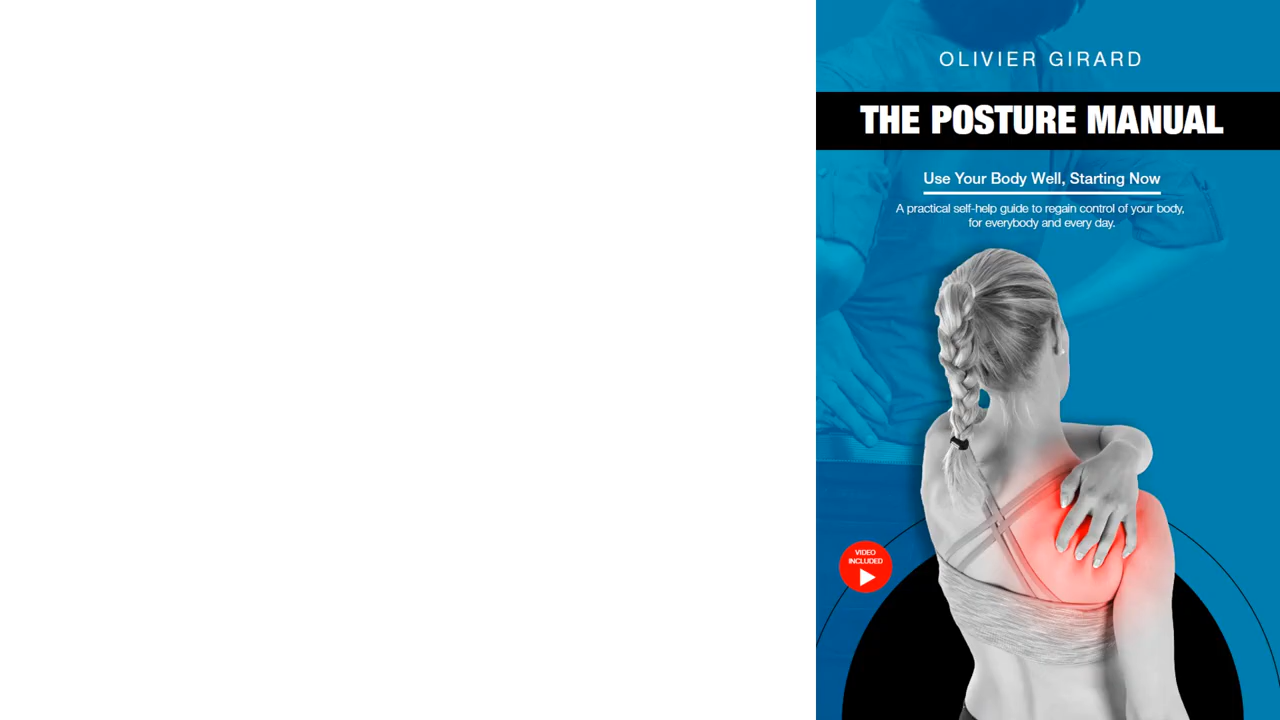 OLIVIER GIRARD
THE POSTURE MANUAL
Use Your Body Well, Starting Now
A practical self-help guide to regain control of your body,
for everybody and every day.
VIDEO
INCLUDED